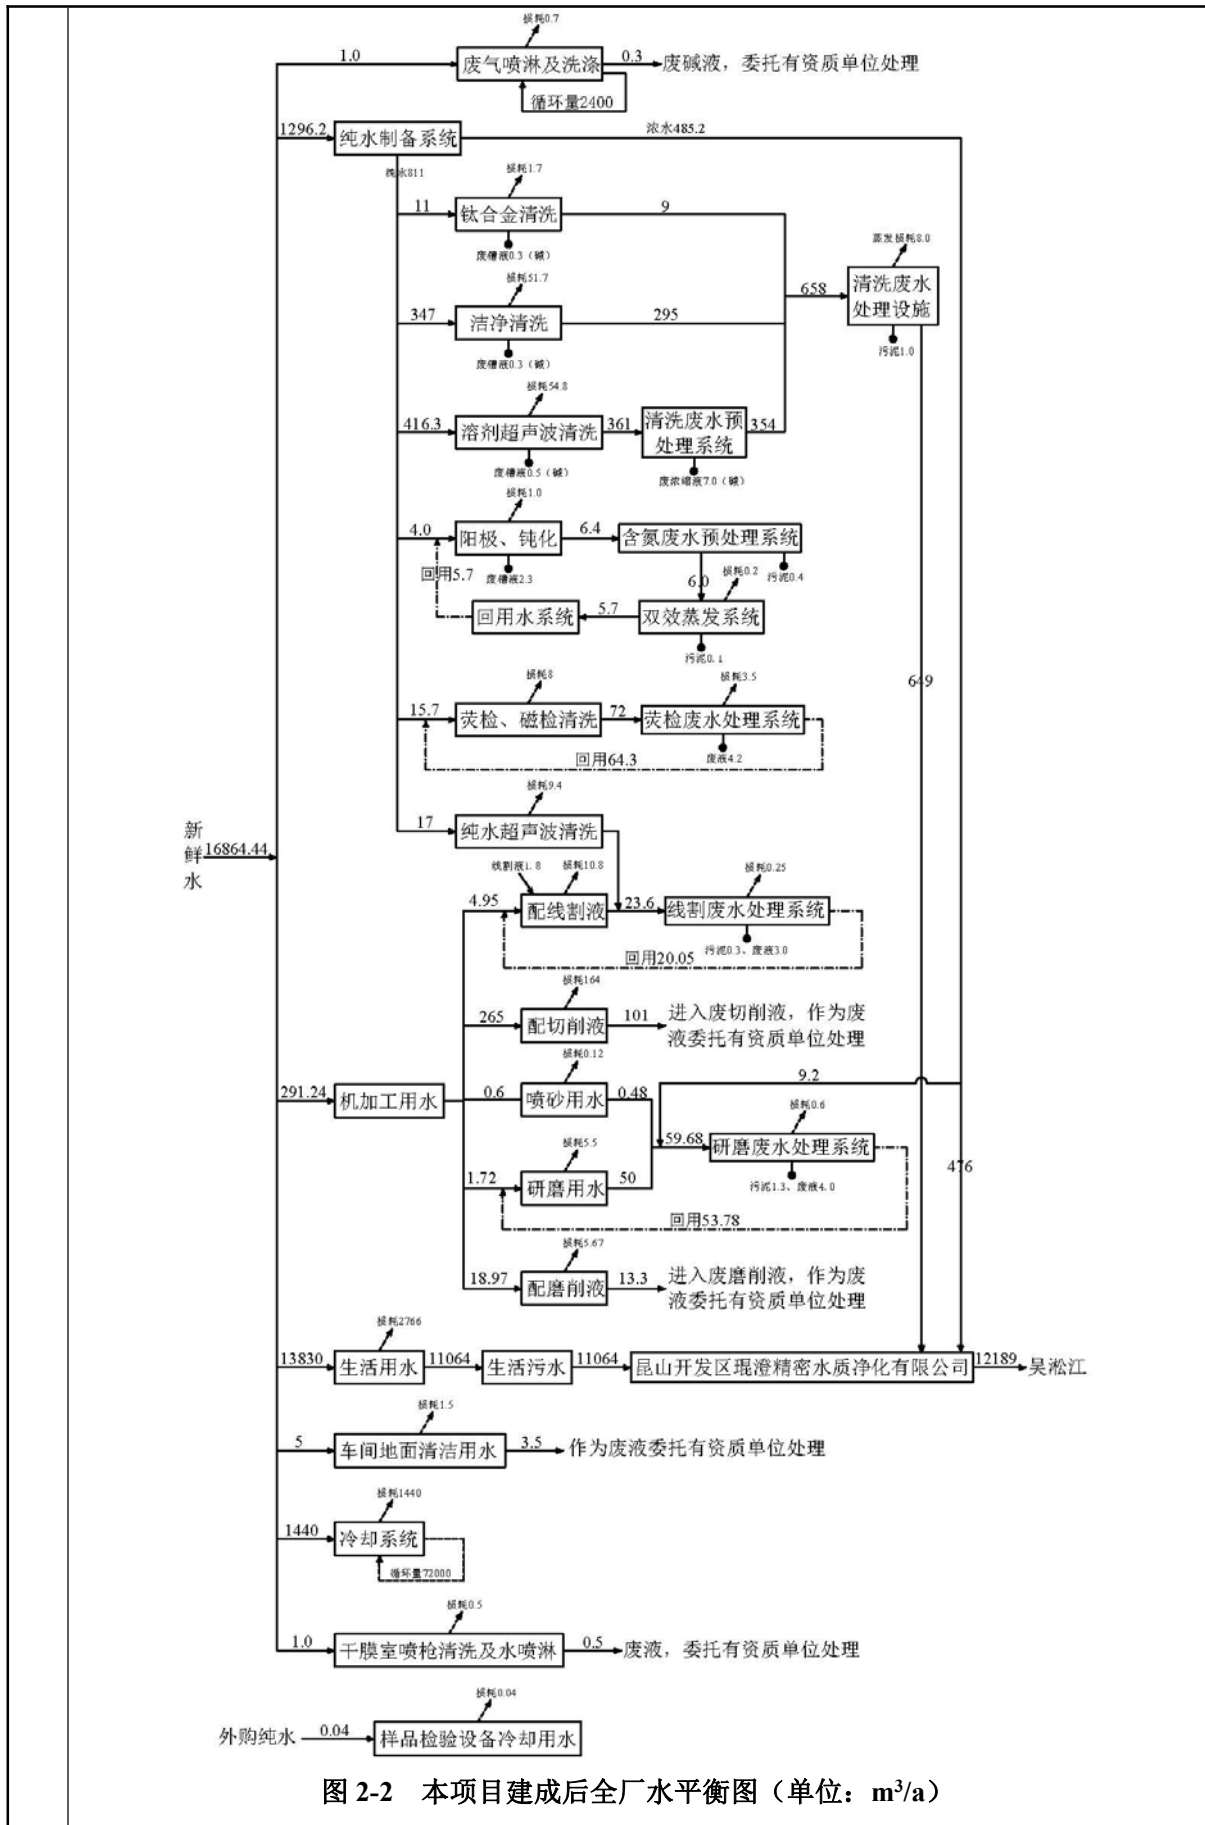 损耗0.7
1.0
废气喷淋及洗涤
0.3
废碱液，委托有资质单位处理
循环量2400
1296.2
纯水制备系统
浓水485.2
纯水811
损耗1.7
11
钛合金清洗
9
废槽液0.3（碱）
蒸发损耗8.0
损耗51.7
658
清洗废水
处理设施
347
洁净清洗
295
废槽液0.3（碱）
污泥1.0
损耗54.8
416.3
溶剂超声波清洗
361
清洗废水预
处理系统
354
废槽液0.5（碱）
废浓缩液7.0（碱）
损耗1.0
4.0
阳极、钝化
6.4
含氮废水预处理系统
回用5.7
废槽液2.3
6.0
损耗0.2
污泥0.4
回用水系统
5.7
双效蒸发系统
污泥0.1
损耗8
损耗3.5
649
15.7
荧检、磁检清洗
72
荧检废水处理系统
回用64.3
废液4.2
损耗9.4
17
纯水超声波清洗
新
鲜
水
16864.44
线割液1.8
损耗10.8
损耗0.25
4.95
配线割液
23.6
线割废水处理系统
回用20.05
污泥0.3、废液3.0
损耗164
265
配切削液
101
进入废切削液，作为废
液委托有资质单位处理
损耗0.12
9.2
291.24
机加工用水
0.6
喷砂用水
0.48
损耗0.6
损耗5.5
59.68
研磨废水处理系统
1.72
研磨用水
50
污泥1.3、废液4.0
476
回用53.78
损耗5.67
18.97
配磨削液
13.3
进入废磨削液，作为废
液委托有资质单位处理
损耗2766
13830
生活用水
11064
生活污水
11064
昆山开发区琨澄精密水质净化有限公司
12189
吴淞江
损耗1.5
5
车间地面清洁用水
3.5
作为废液委托有资质单位处理
损耗1440
1440
冷却系统
循环量72000
损耗0.5
1.0
干膜室喷枪清洗及水喷淋
0.5
废液，委托有资质单位处理
损耗0.04
外购纯水
0.04
样品检验设备冷却用水
图 2-2 本项目建成后全厂水平衡图（单位：m³/a）